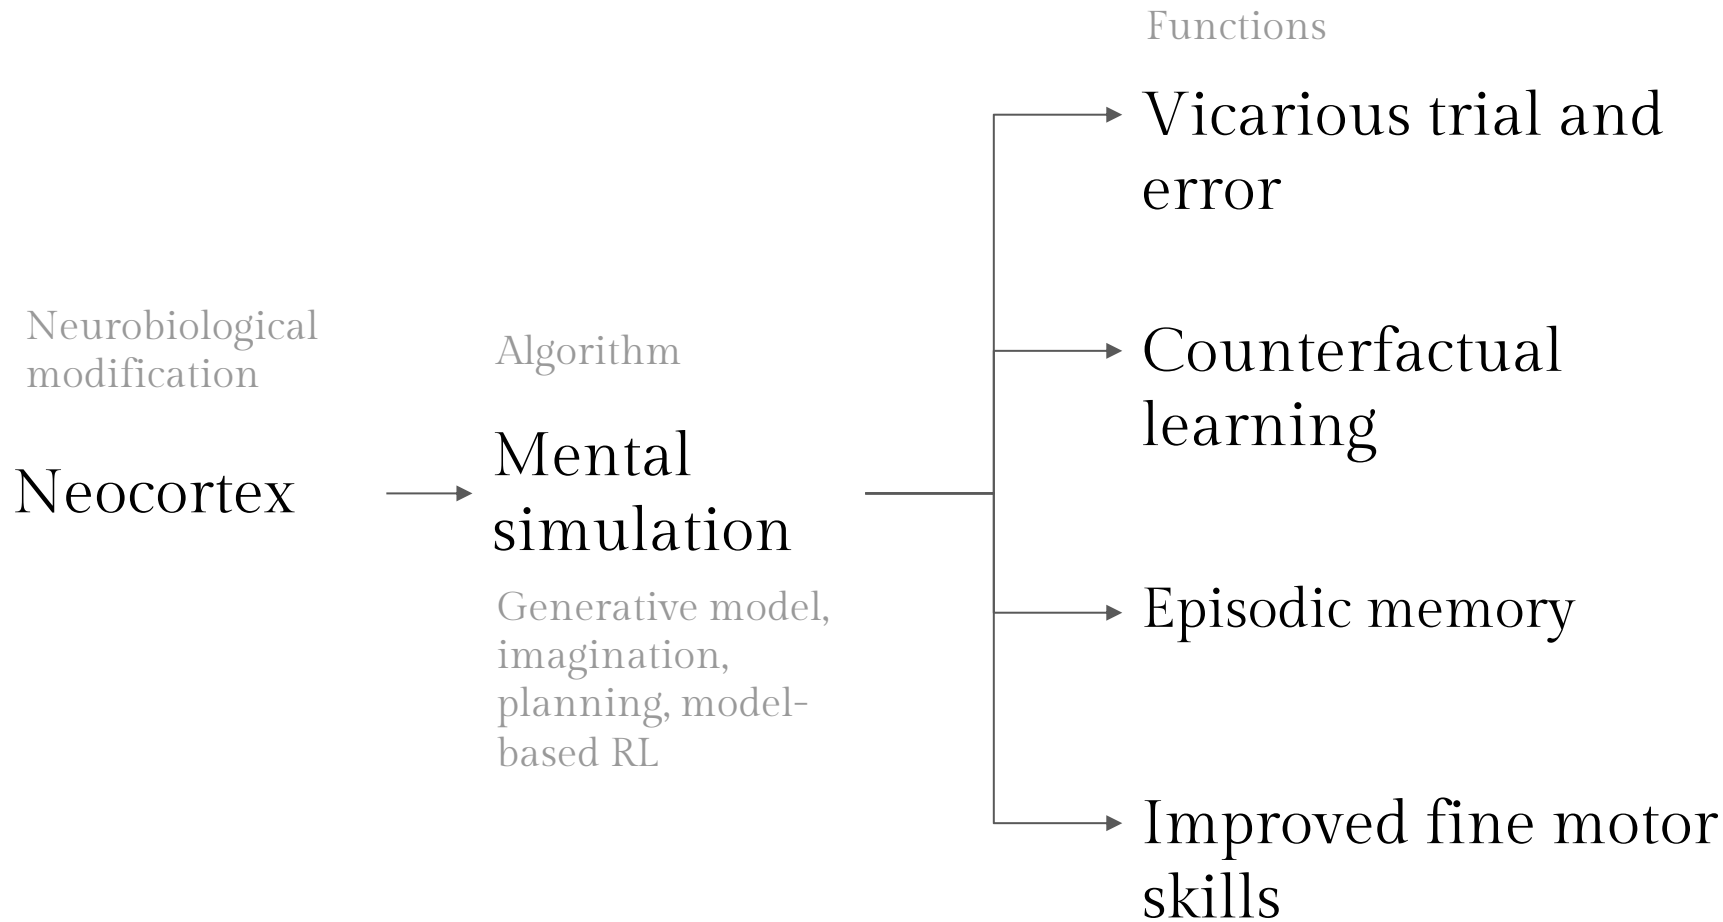 Functions
Vicarious trial and
error
Neurobiological
modification
Algorithm
Counterfactual
learning
Neocortex
Mental
simulation
Generative model,
imagination,
planning, model-
based RL
Episodic memory
Improved fine motor
skills